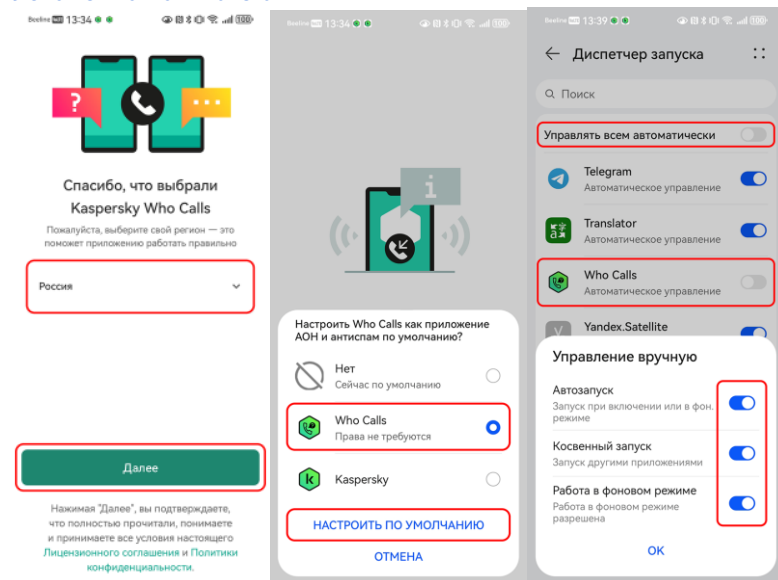 Beeline 13:34
100
Спасибо, что выбрали
Kaspersky Who Calls
Пожалуйста, выберите свой регион — это
поможет приложению работать правильно
Россия
Далее
Нажимая "Далее", вы подтверждаете,
что полностью прочитали, понимаете
и принимаете все условия настоящего
Лицензионного соглашения и Политики
конфиденциальности.
Beeline 13:34
100
Настроить Who Calls как приложение
АОН и антиспам по умолчанию?
Нет
Сейчас по умолчанию
Who Calls
Права не требуются
Kaspersky
НАСТРОИТЬ ПО УМОЛЧАНИЮ
ОТМЕНА
Beeline 13:39
100
Диспетчер запуска
Поиск
Управлять всем автоматически
Telegram
Автоматическое управление
Translator
Автоматическое управление
Who Calls
Автоматическое управление
Yandex.Satellite
Управление вручную
Автозапуск
Запуск при включении или в фон.
режиме
Косвенный запуск
Запуск другими приложениями
Работа в фоновом режиме
Работа в фоновом режиме
разрешена
OK